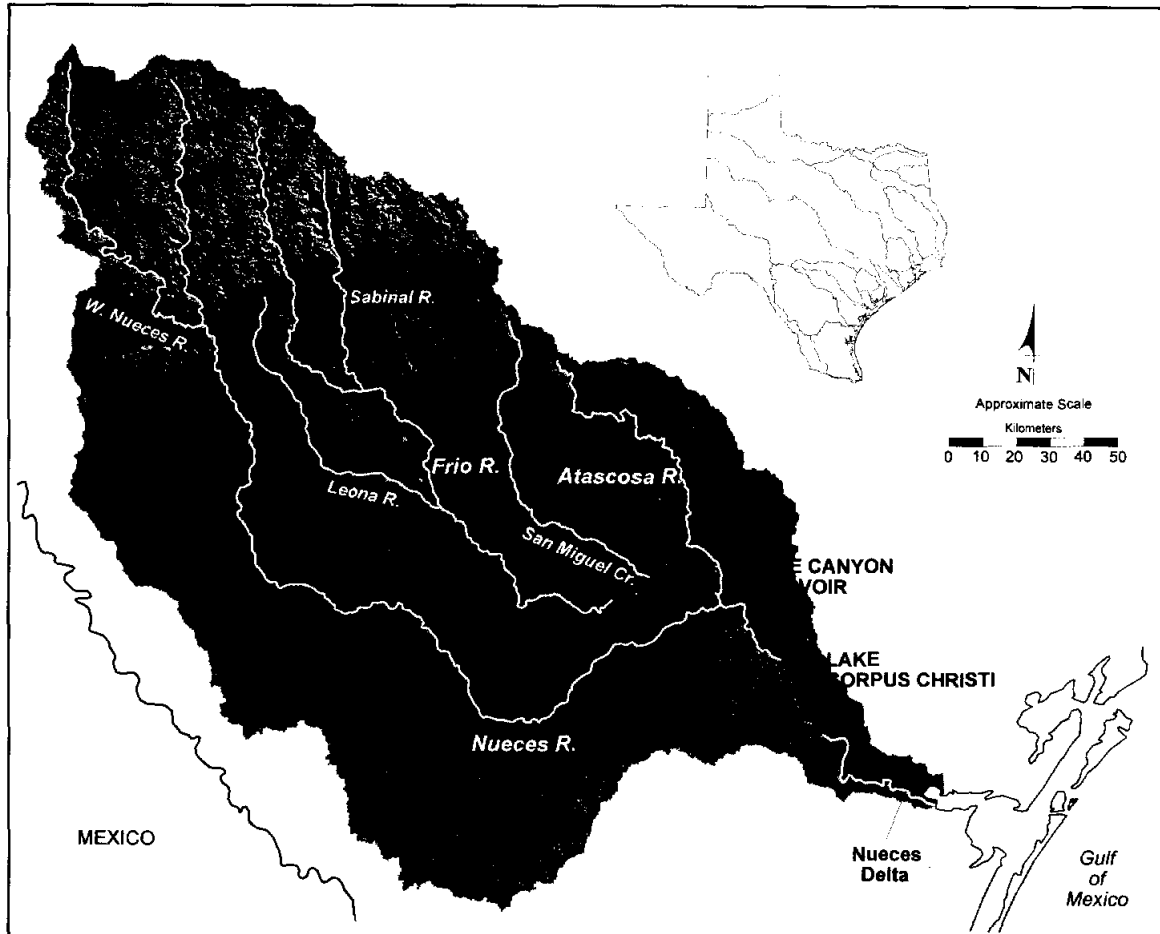 Sabinal R.
W. Nueces R.
N
Approximate Scale
Kilometers
0 10 20 30 40 50
Frio R.
Atascosa R.
Leona R.
San Miguel Cr.
E CANYON
VOIR
LAKE
CORPUS CHRISTI
Nueces R.
MEXICO
Nueces
Delta
Gulf
of
Mexico